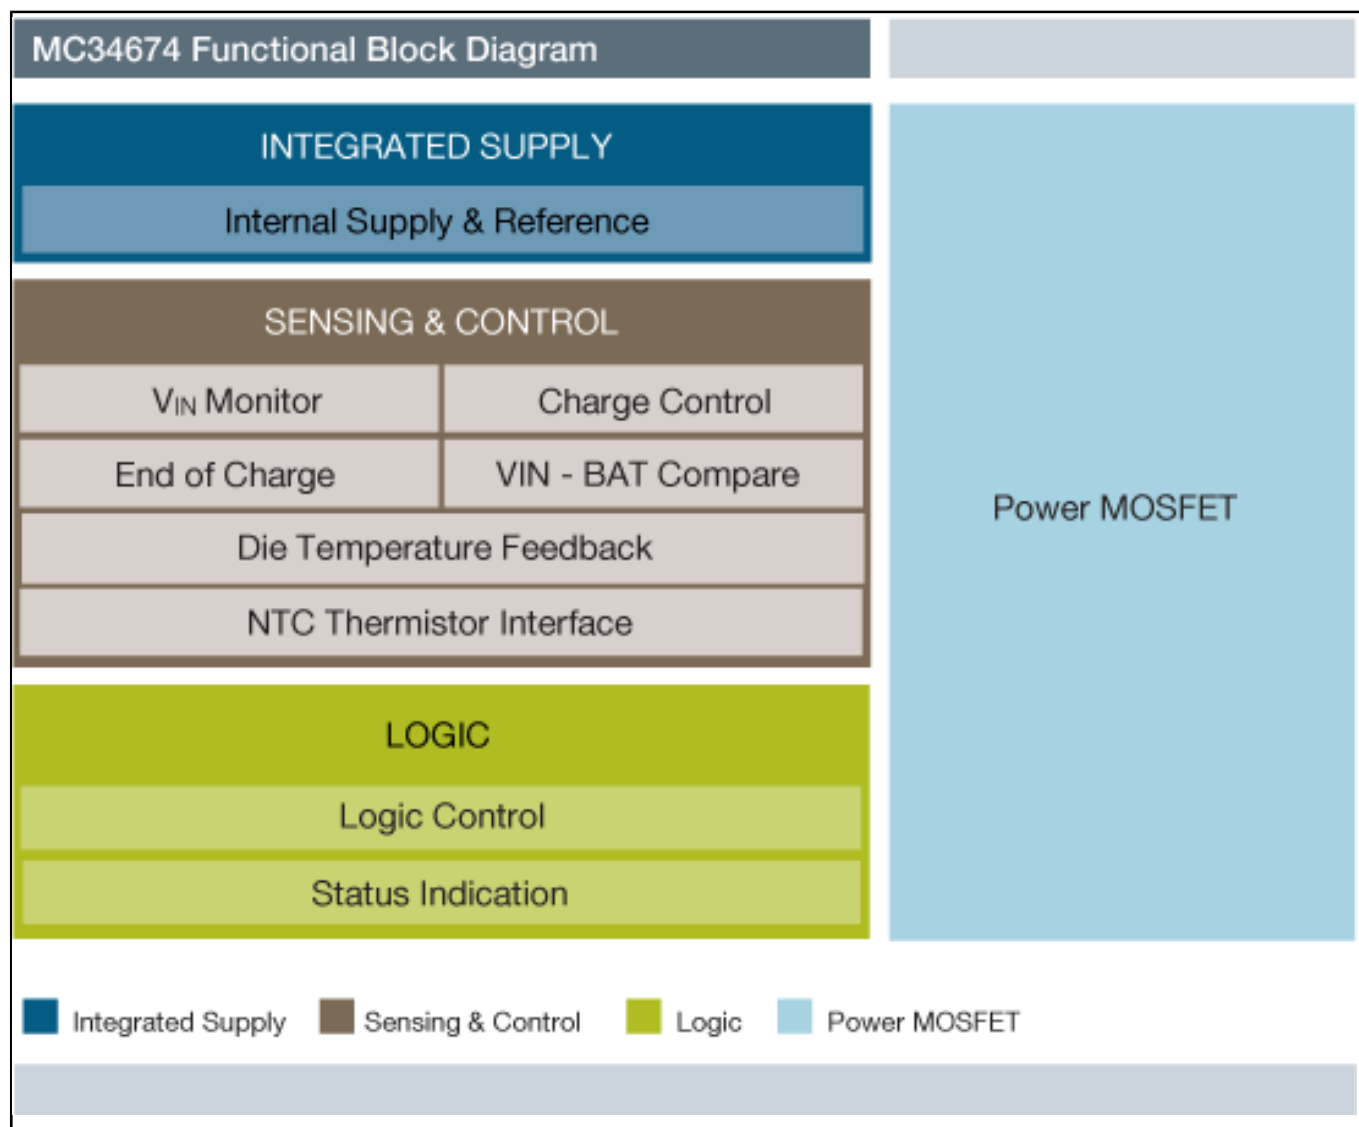 MC34674 Functional Block Diagram
INTEGRATED SUPPLY
Internal Supply & Reference
SENSING & CONTROL
VIN Monitor
Charge Control
End of Charge
VIN - BAT Compare
Die Temperature Feedback
NTC Thermistor Interface
LOGIC
Logic Control
Status Indication
Power MOSFET
Integrated Supply
Sensing & Control
Logic
Power MOSFET